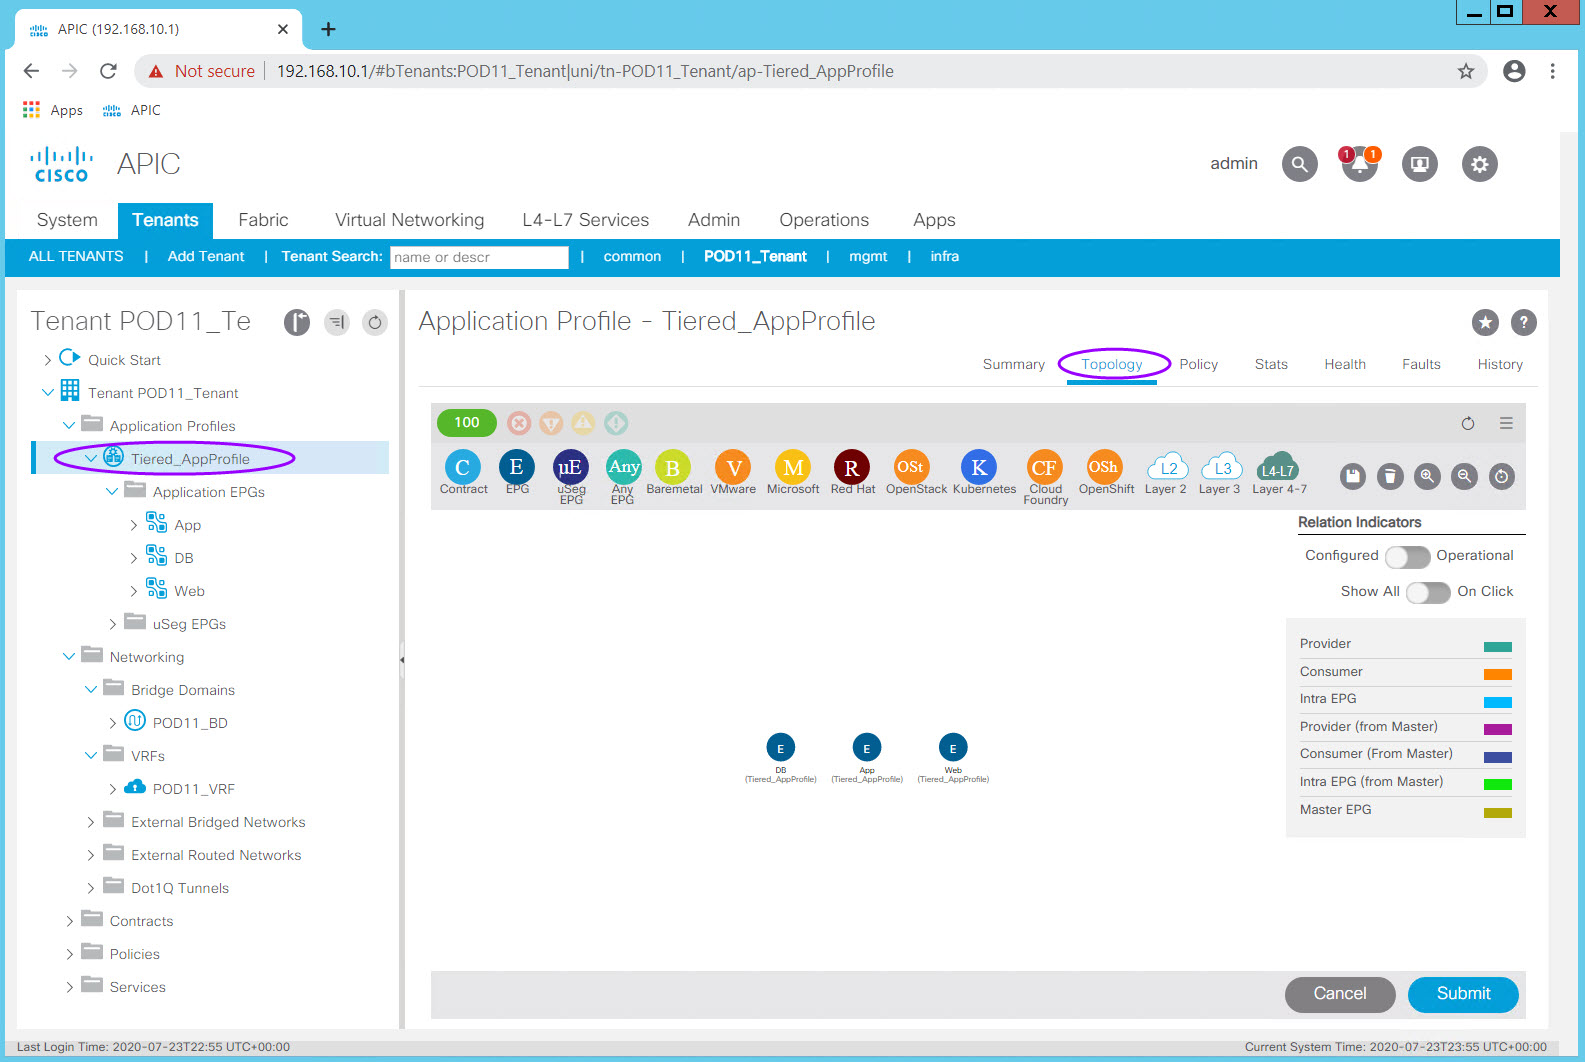 APIC (192.168.10.1)
Not secure 192.168.10.1/#bTenants:POD11_Tenant|uni/tn-POD11_Tenant/ap-Tiered_AppProfile
Apps APIC
CISCO APIC admin 1 1
System Tenants Fabric Virtual Networking L4-L7 Services Admin Operations Apps
ALL TENANTS | Add Tenant | Tenant Search: name or descr | common | POD11_Tenant | mgmt | infra
Tenant POD11_Te
Quick Start
Tenant POD11_Tenant
Application Profiles
Tiered_AppProfile
Application EPGs
App
DB
Web
uSeg EPGs
Networking
Bridge Domains
POD11_BD
VRFs
POD11_VRF
External Bridged Networks
External Routed Networks
Dot1Q Tunnels
Contracts
Policies
Services
Application Profile - Tiered_AppProfile
Summary Topology Policy Stats Health Faults History
100
C E µE Any B V M R OSt K CF OSh L2 L3 L4-L7
Contract EPG uSeg EPG Any EPG Baremetal VMware Microsoft Red Hat OpenStack Kubernetes Cloud Foundry OpenShift Layer 2 Layer 3 Layer 4-7
Relation Indicators
Configured Operational
Show All On Click
Provider
Consumer
Intra EPG
Provider (from Master)
Consumer (From Master)
Intra EPG (from Master)
Master EPG
E E E
DB App Web
(Tiered_AppProfile) (Tiered_AppProfile) (Tiered_AppProfile)
Cancel Submit
Last Login Time: 2020-07-23T22:55 UTC+00:00 Current System Time: 2020-07-23T23:55 UTC+00:00